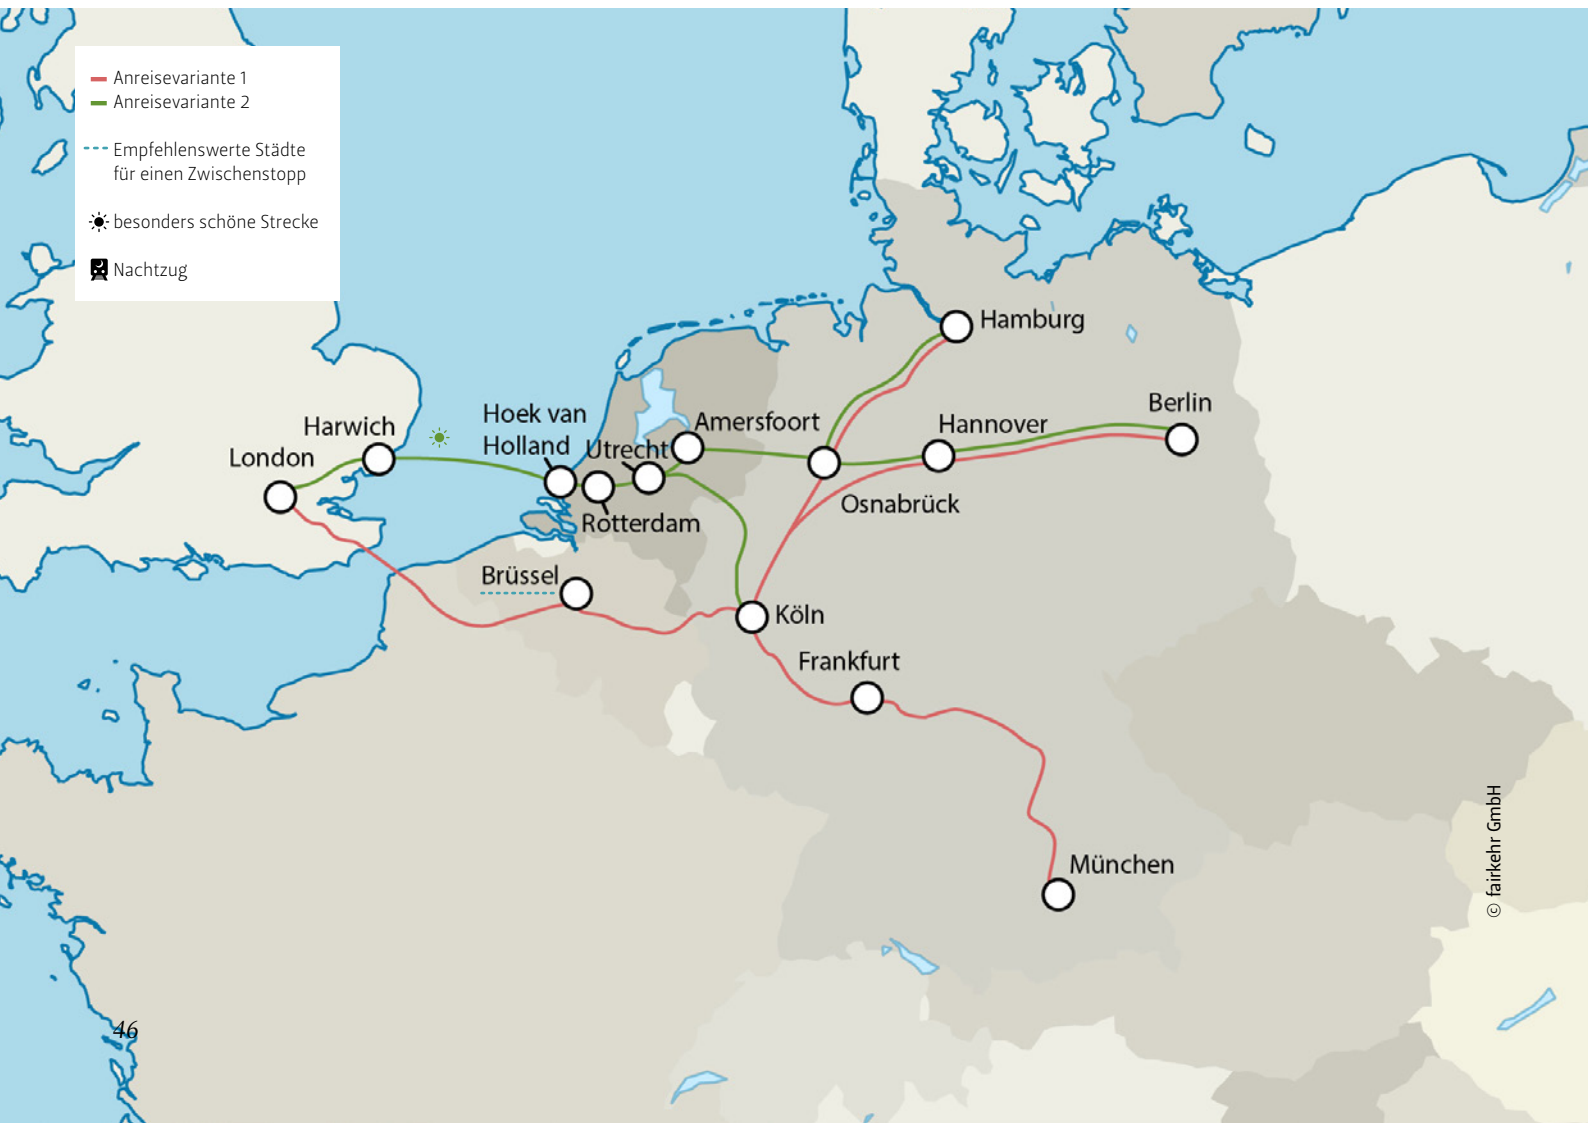 Anreisevariante 1
Anreisevariante 2
Empfehlenswerte Städte
für einen Zwischenstopp
besonders schöne Strecke
Nachtzug
Hamburg
Berlin
Hannover
Hoek van
Holland
Amersfoort
Harwich
Utrecht
London
Osnabrück
Rotterdam
Brüssel
Köln
Frankfurt
München
© fairkehr GmbH
46